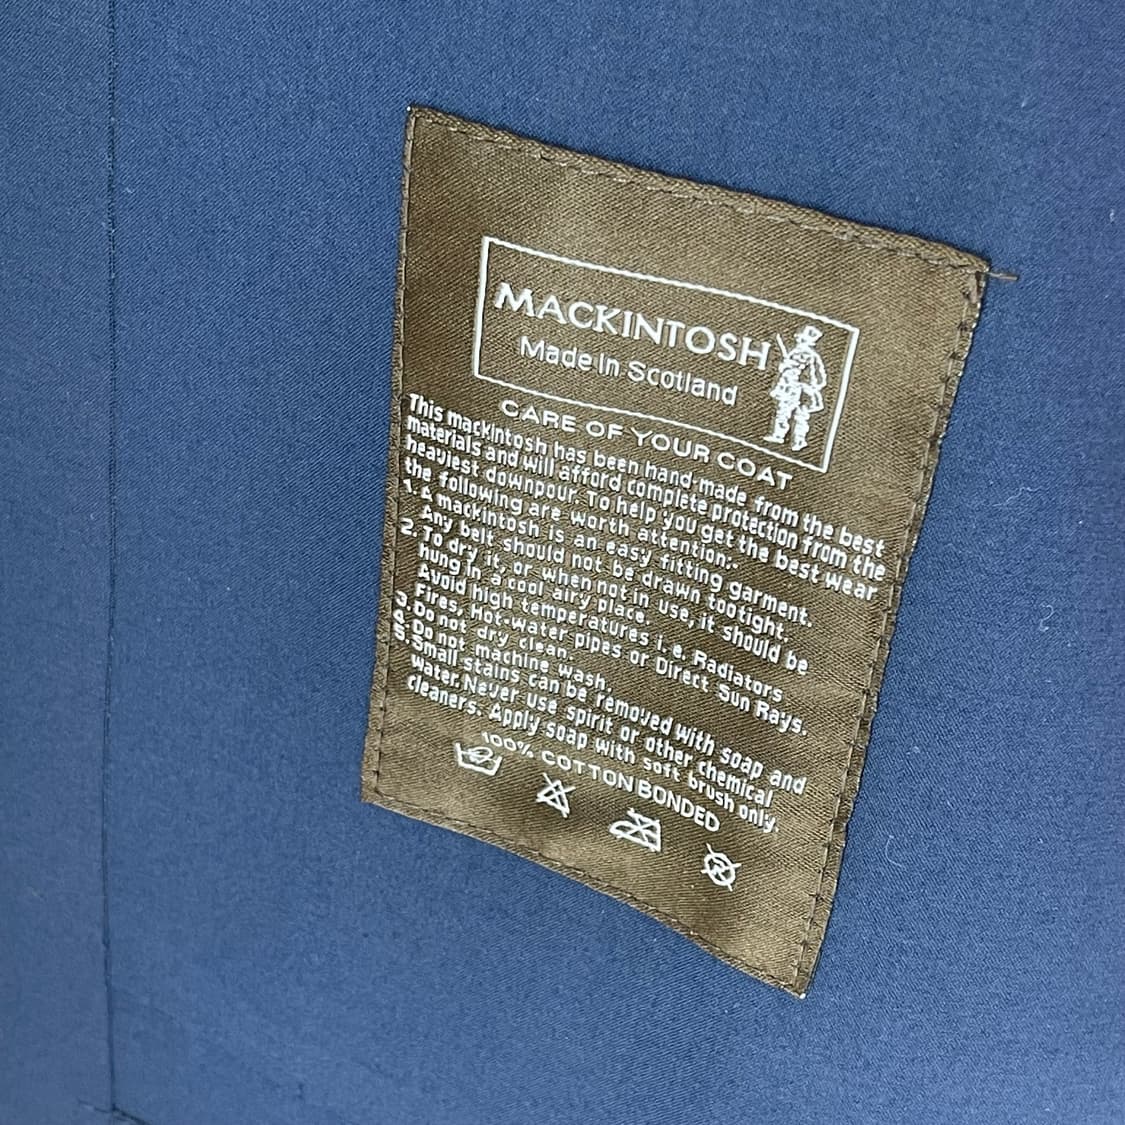 MACKINTOSH
Made In Scotland
CARE OF YOUR COAT
This mackintosh has been hand-made from the best
materials and will afford complete protection from the
heaviest downpour. To help you get the best wear
the following are worth attention:-
1. A mackintosh is an easy fitting garment.
Any belt should not be drawn too tight.
2. To dry it, or when not in use, it should be
hung in a cool airy place.
Avoid high temperatures i.e. Radiators
Fires, Hot-water pipes or Direct Sun Rays.
3. Do not dry clean.
4. Do not machine wash.
5. Small stains can be removed with soap and
water. Never use spirit or other chemical
cleaners. Apply soap with soft brush only.
100% COTTON BONDED